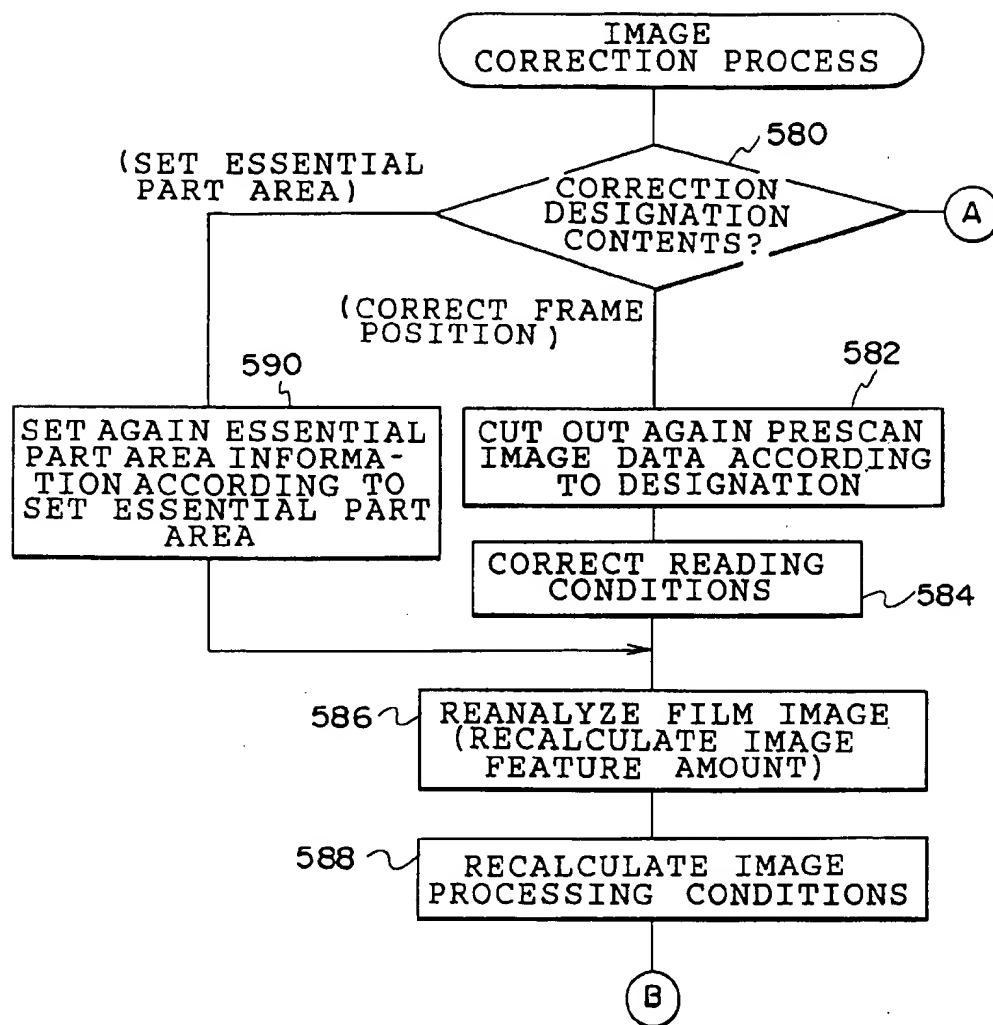 IMAGE
CORRECTION PROCESS
580
(SET ESSENTIAL
PART AREA)
CORRECTION
DESIGNATION
CONTENTS?
A
(CORRECT FRAME
POSITION)
590
582
SET AGAIN ESSENTIAL
PART AREA INFORMA-
TION ACCORDING TO
SET ESSENTIAL PART
AREA
CUT OUT AGAIN PRESCAN
IMAGE DATA ACCORDING
TO DESIGNATION
CORRECT READING
CONDITIONS
584
586
REANALYZE FILM IMAGE
(RECALCULATE IMAGE
FEATURE AMOUNT)
588
RECALCULATE IMAGE
PROCESSING CONDITIONS
B